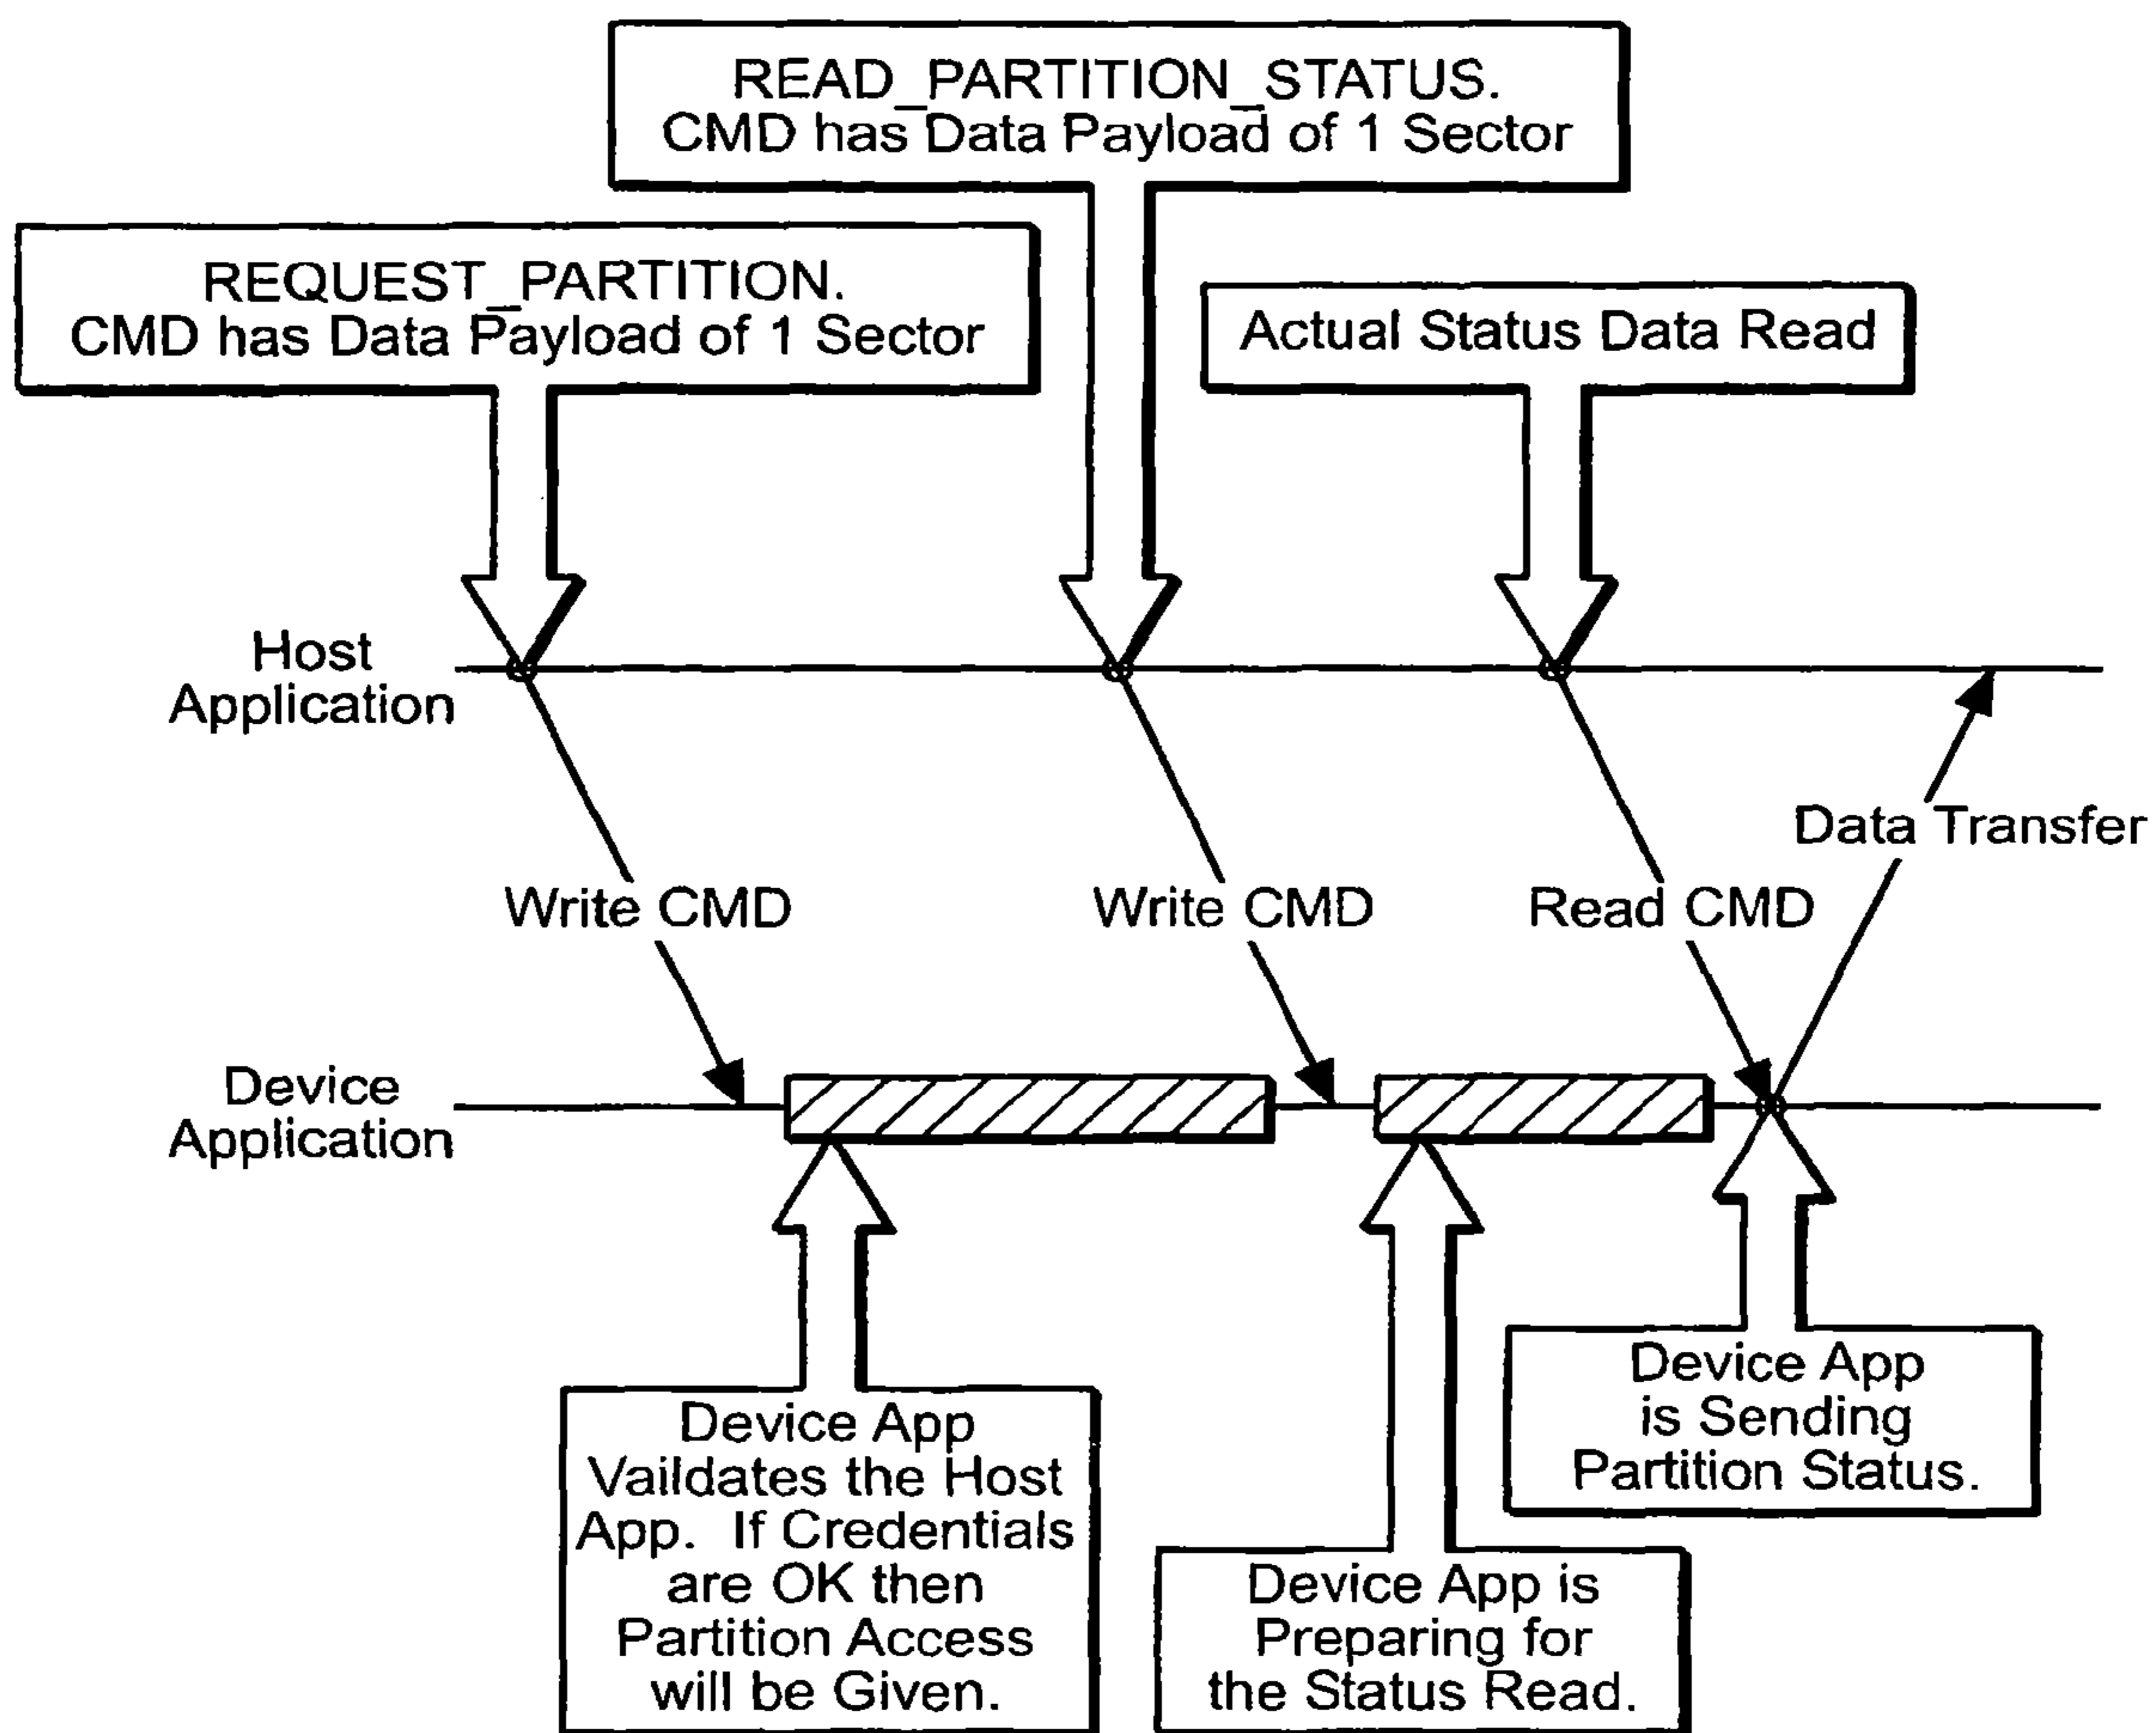 READ_PARTITION_STATUS.
CMD has Data Payload of 1 Sector
REQUEST_PARTITION.
CMD has Data Payload of 1 Sector
Actual Status Data Read
Host
Application
Data Transfer
Write CMD
Write CMD
Read CMD
Device
Application
Device App
is Sending
Partition Status.
Device App
Vaildates the Host
App. If Credentials
are OK then
Partition Access
will be Given.
Device App is
Preparing for
the Status Read.